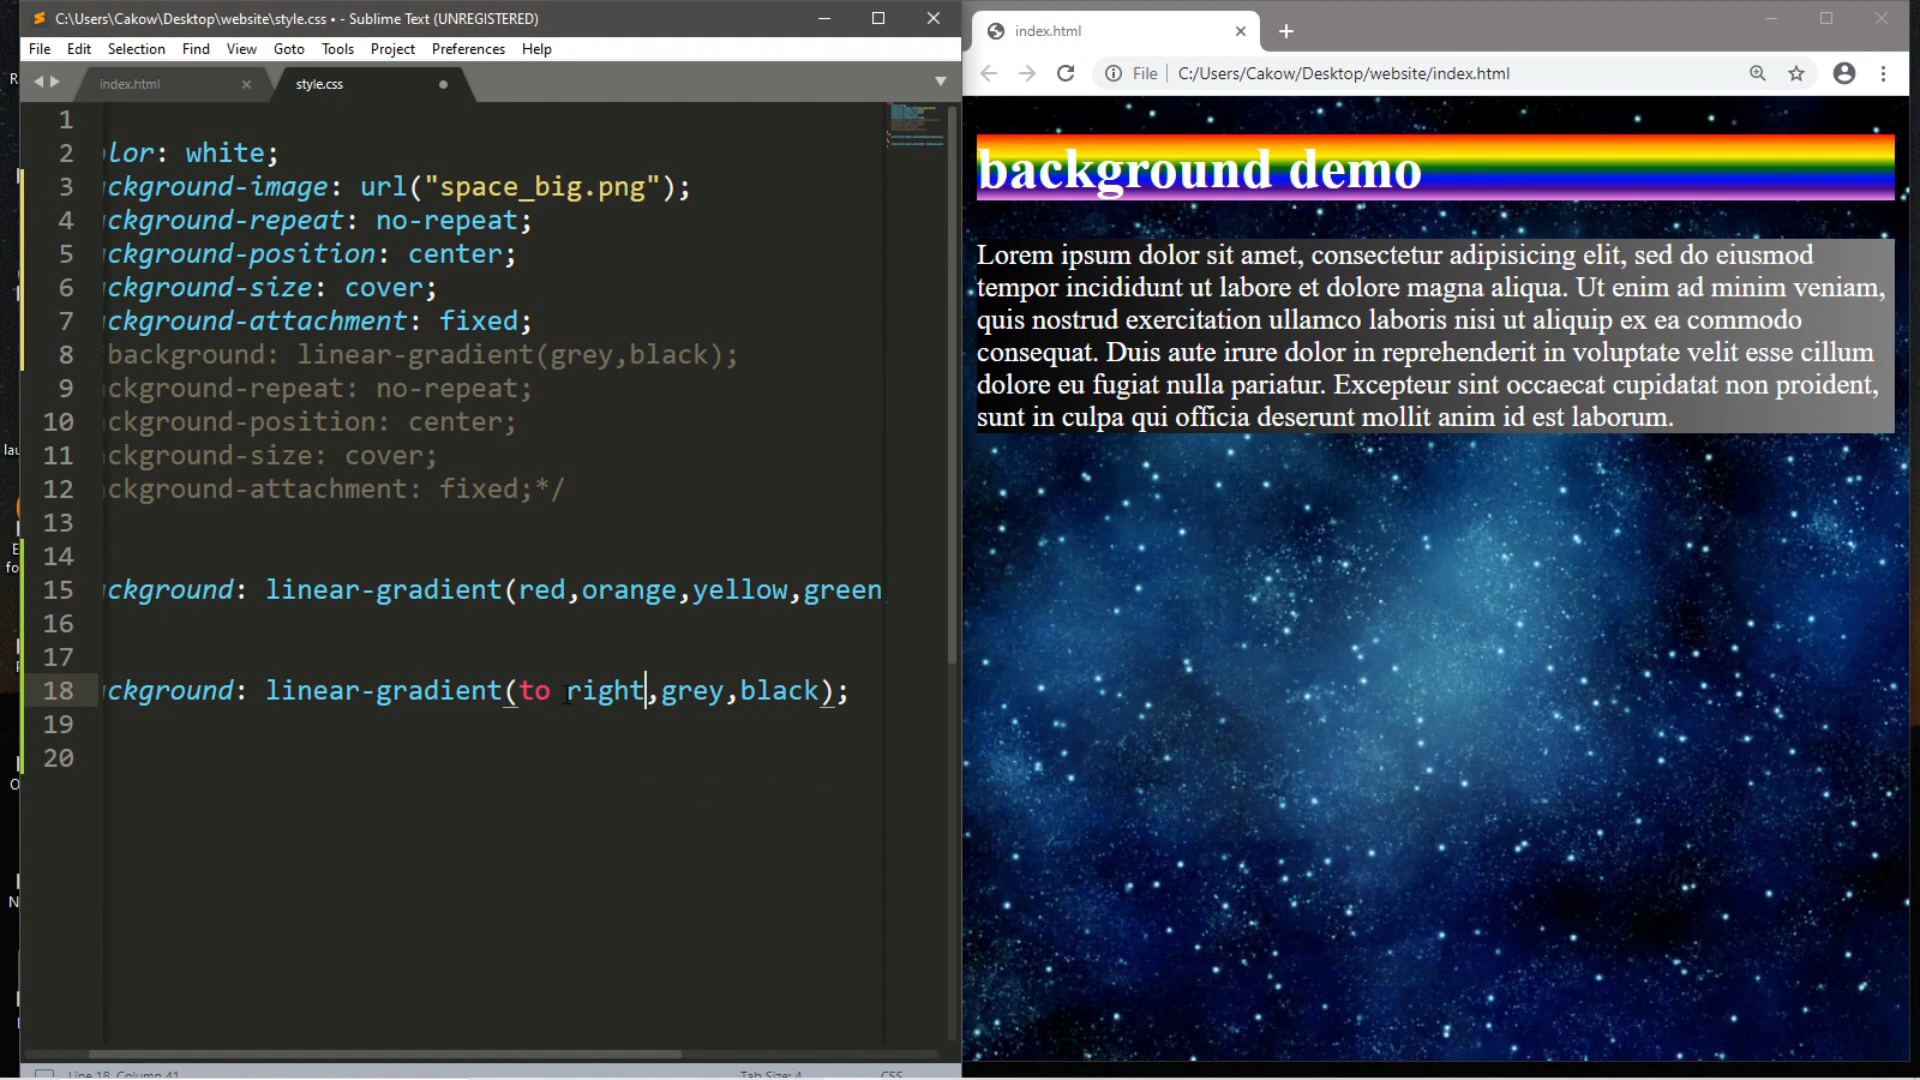 C:\Users\Cakow\Desktop\website\style.css • - Sublime Text (UNREGISTERED)
File Edit Selection Find View Goto Tools Project Preferences Help
index.html
style.css
1
2 lor: white;
3 ckground-image: url("space_big.png");
4 ckground-repeat: no-repeat;
5 ckground-position: center;
6 ckground-size: cover;
7 ckground-attachment: fixed;
8 background: linear-gradient(grey,black);
9 ckground-repeat: no-repeat;
10 ckground-position: center;
11 ckground-size: cover;
12 ckground-attachment: fixed;*/
13
14
15 ckground: linear-gradient(red,orange,yellow,green,
16
17
18 ckground: linear-gradient(to right,grey,black);
19
20
Line 18, Column 41
Tab Size: 4
CSS
index.html
File C:/Users/Cakow/Desktop/website/index.html
background demo
Lorem ipsum dolor sit amet, consectetur adipisicing elit, sed do eiusmod
tempor incididunt ut labore et dolore magna aliqua. Ut enim ad minim veniam,
quis nostrud exercitation ullamco laboris nisi ut aliquip ex ea commodo
consequat. Duis aute irure dolor in reprehenderit in voluptate velit esse cillum
dolore eu fugiat nulla pariatur. Excepteur sint occaecat cupidatat non proident,
sunt in culpa qui officia deserunt mollit anim id est laborum.